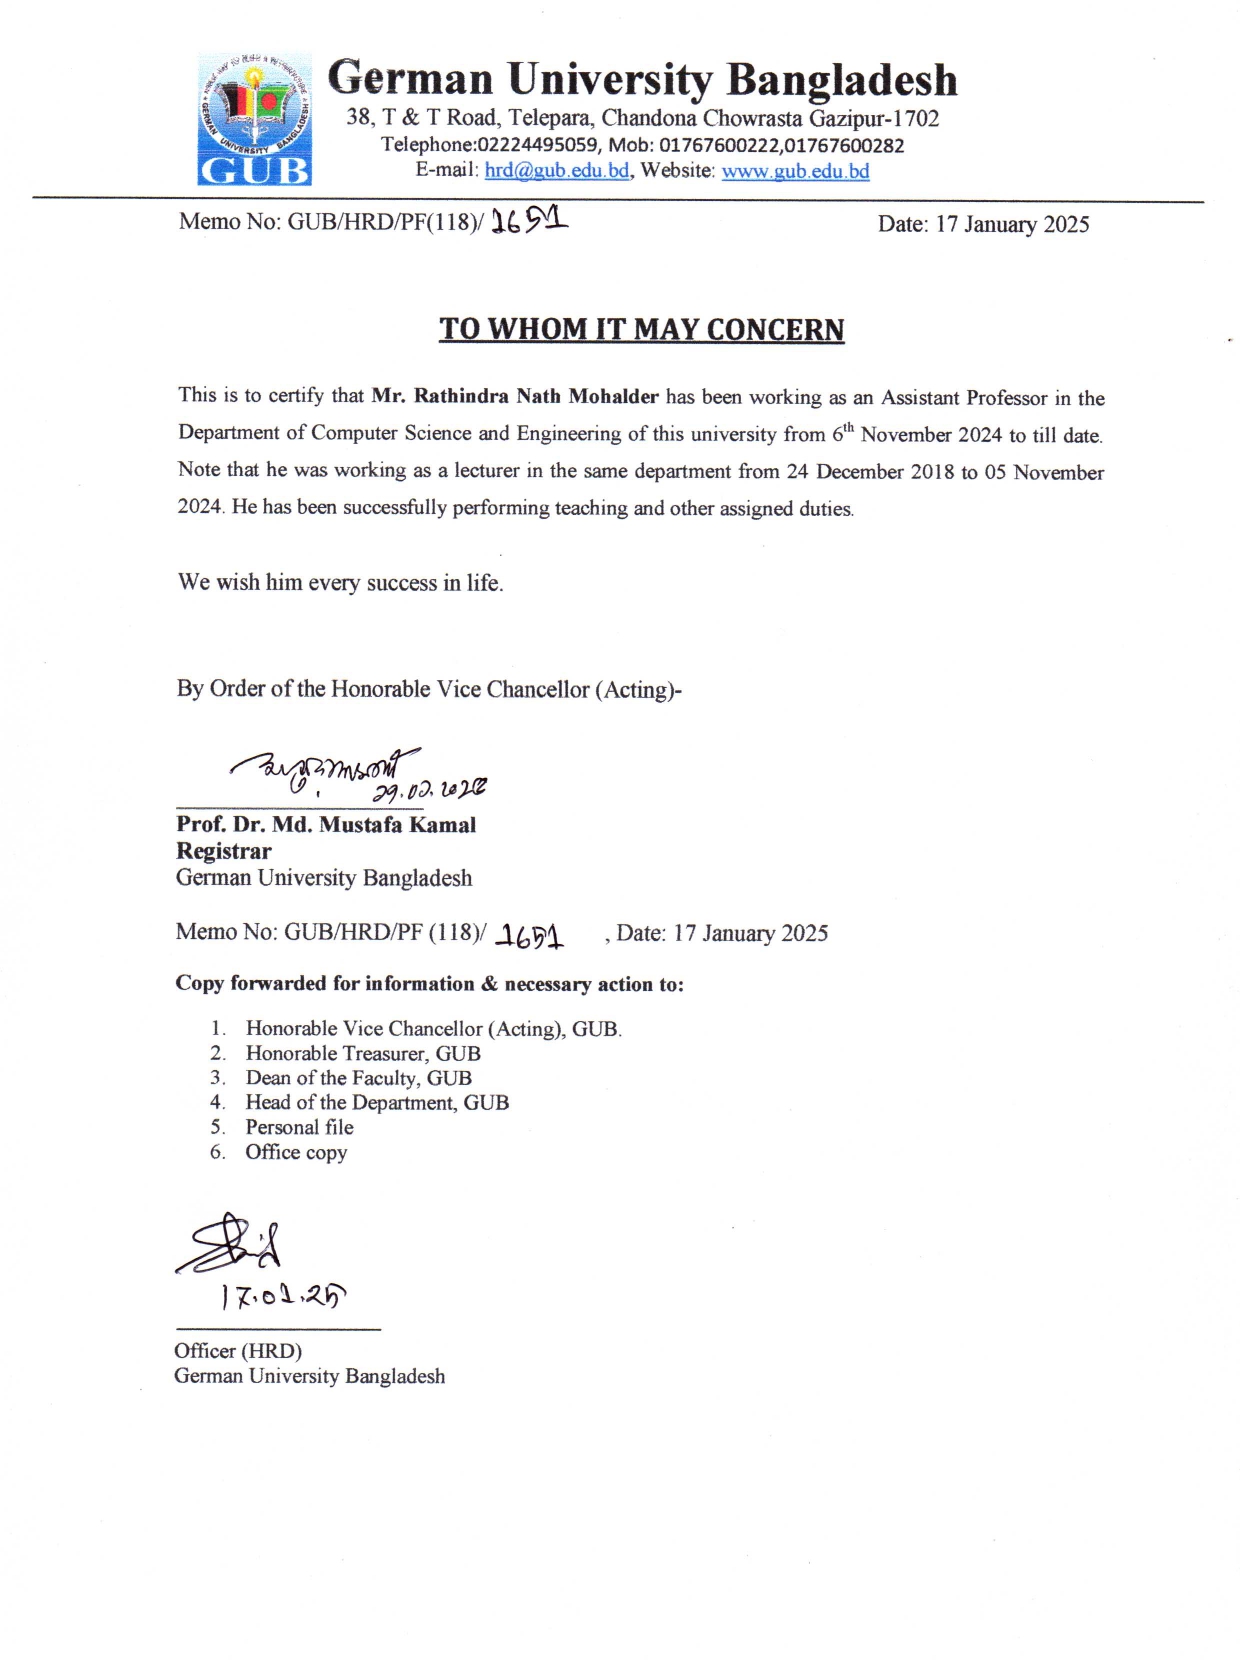 German University Bangladesh
38, T & T Road, Telepara, Chandona Chowrasta Gazipur-1702
Telephone:02224495059, Mob: 01767600222,01767600282
E-mail: hrd@gub.edu.bd, Website: www.gub.edu.bd
GERMAN UNIVERSITY BANGLADESH
GUB
Memo No: GUB/HRD/PF(118)/ 1651 Date: 17 January 2025
TO WHOM IT MAY CONCERN
This is to certify that Mr. Rathindra Nath Mohalder has been working as an Assistant Professor in the
Department of Computer Science and Engineering of this university from 6th November 2024 to till date.
Note that he was working as a lecturer in the same department from 24 December 2018 to 05 November
2024. He has been successfully performing teaching and other assigned duties.
We wish him every success in life.
By Order of the Honorable Vice Chancellor (Acting)-
Prof. Dr. Md. Mustafa Kamal
Registrar
German University Bangladesh
Memo No: GUB/HRD/PF (118)/ 1651 , Date: 17 January 2025
Copy forwarded for information & necessary action to:
1. Honorable Vice Chancellor (Acting), GUB.
2. Honorable Treasurer, GUB
3. Dean of the Faculty, GUB
4. Head of the Department, GUB
5. Personal file
6. Office copy
17.01.25
Officer (HRD)
German University Bangladesh